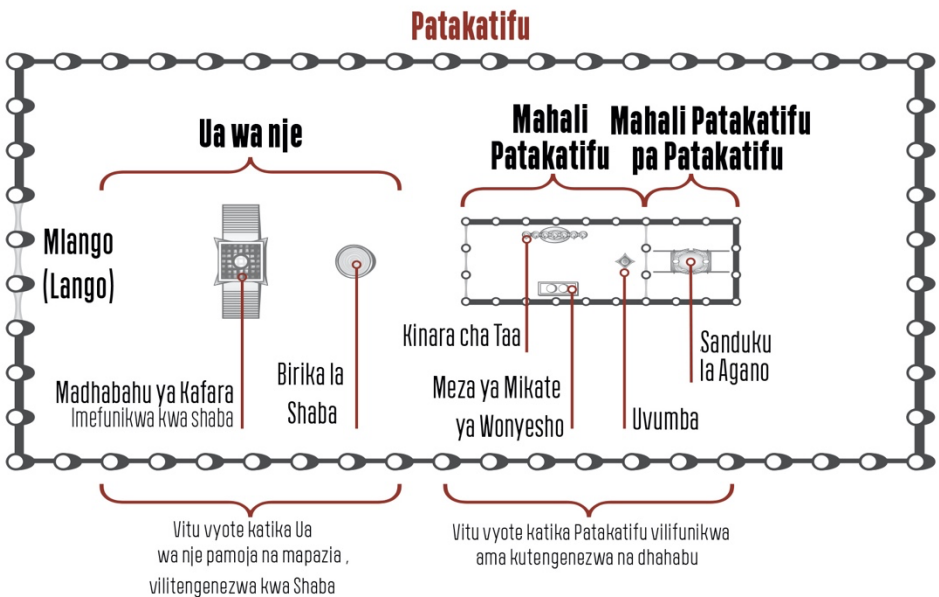 Patakatifu
Ua wa nje
Mahali
Patakatifu
Mahali Patakatifu
pa Patakatifu
Mlango
(Lango)
Madhabahu ya Kafara
Imefunikwa kwa shaba
Birika la
Shaba
Kinara cha Taa
Meza ya Mikate
ya Wonyesho
Uvumba
Sanduku
la Agano
Vitu vyote katika Ua
wa nje pamoja na mapazia ,
vilitengenezwa kwa Shaba
Vitu vyote katika Patakatifu vilifunikwa
ama kutengenezwa na dhahabu